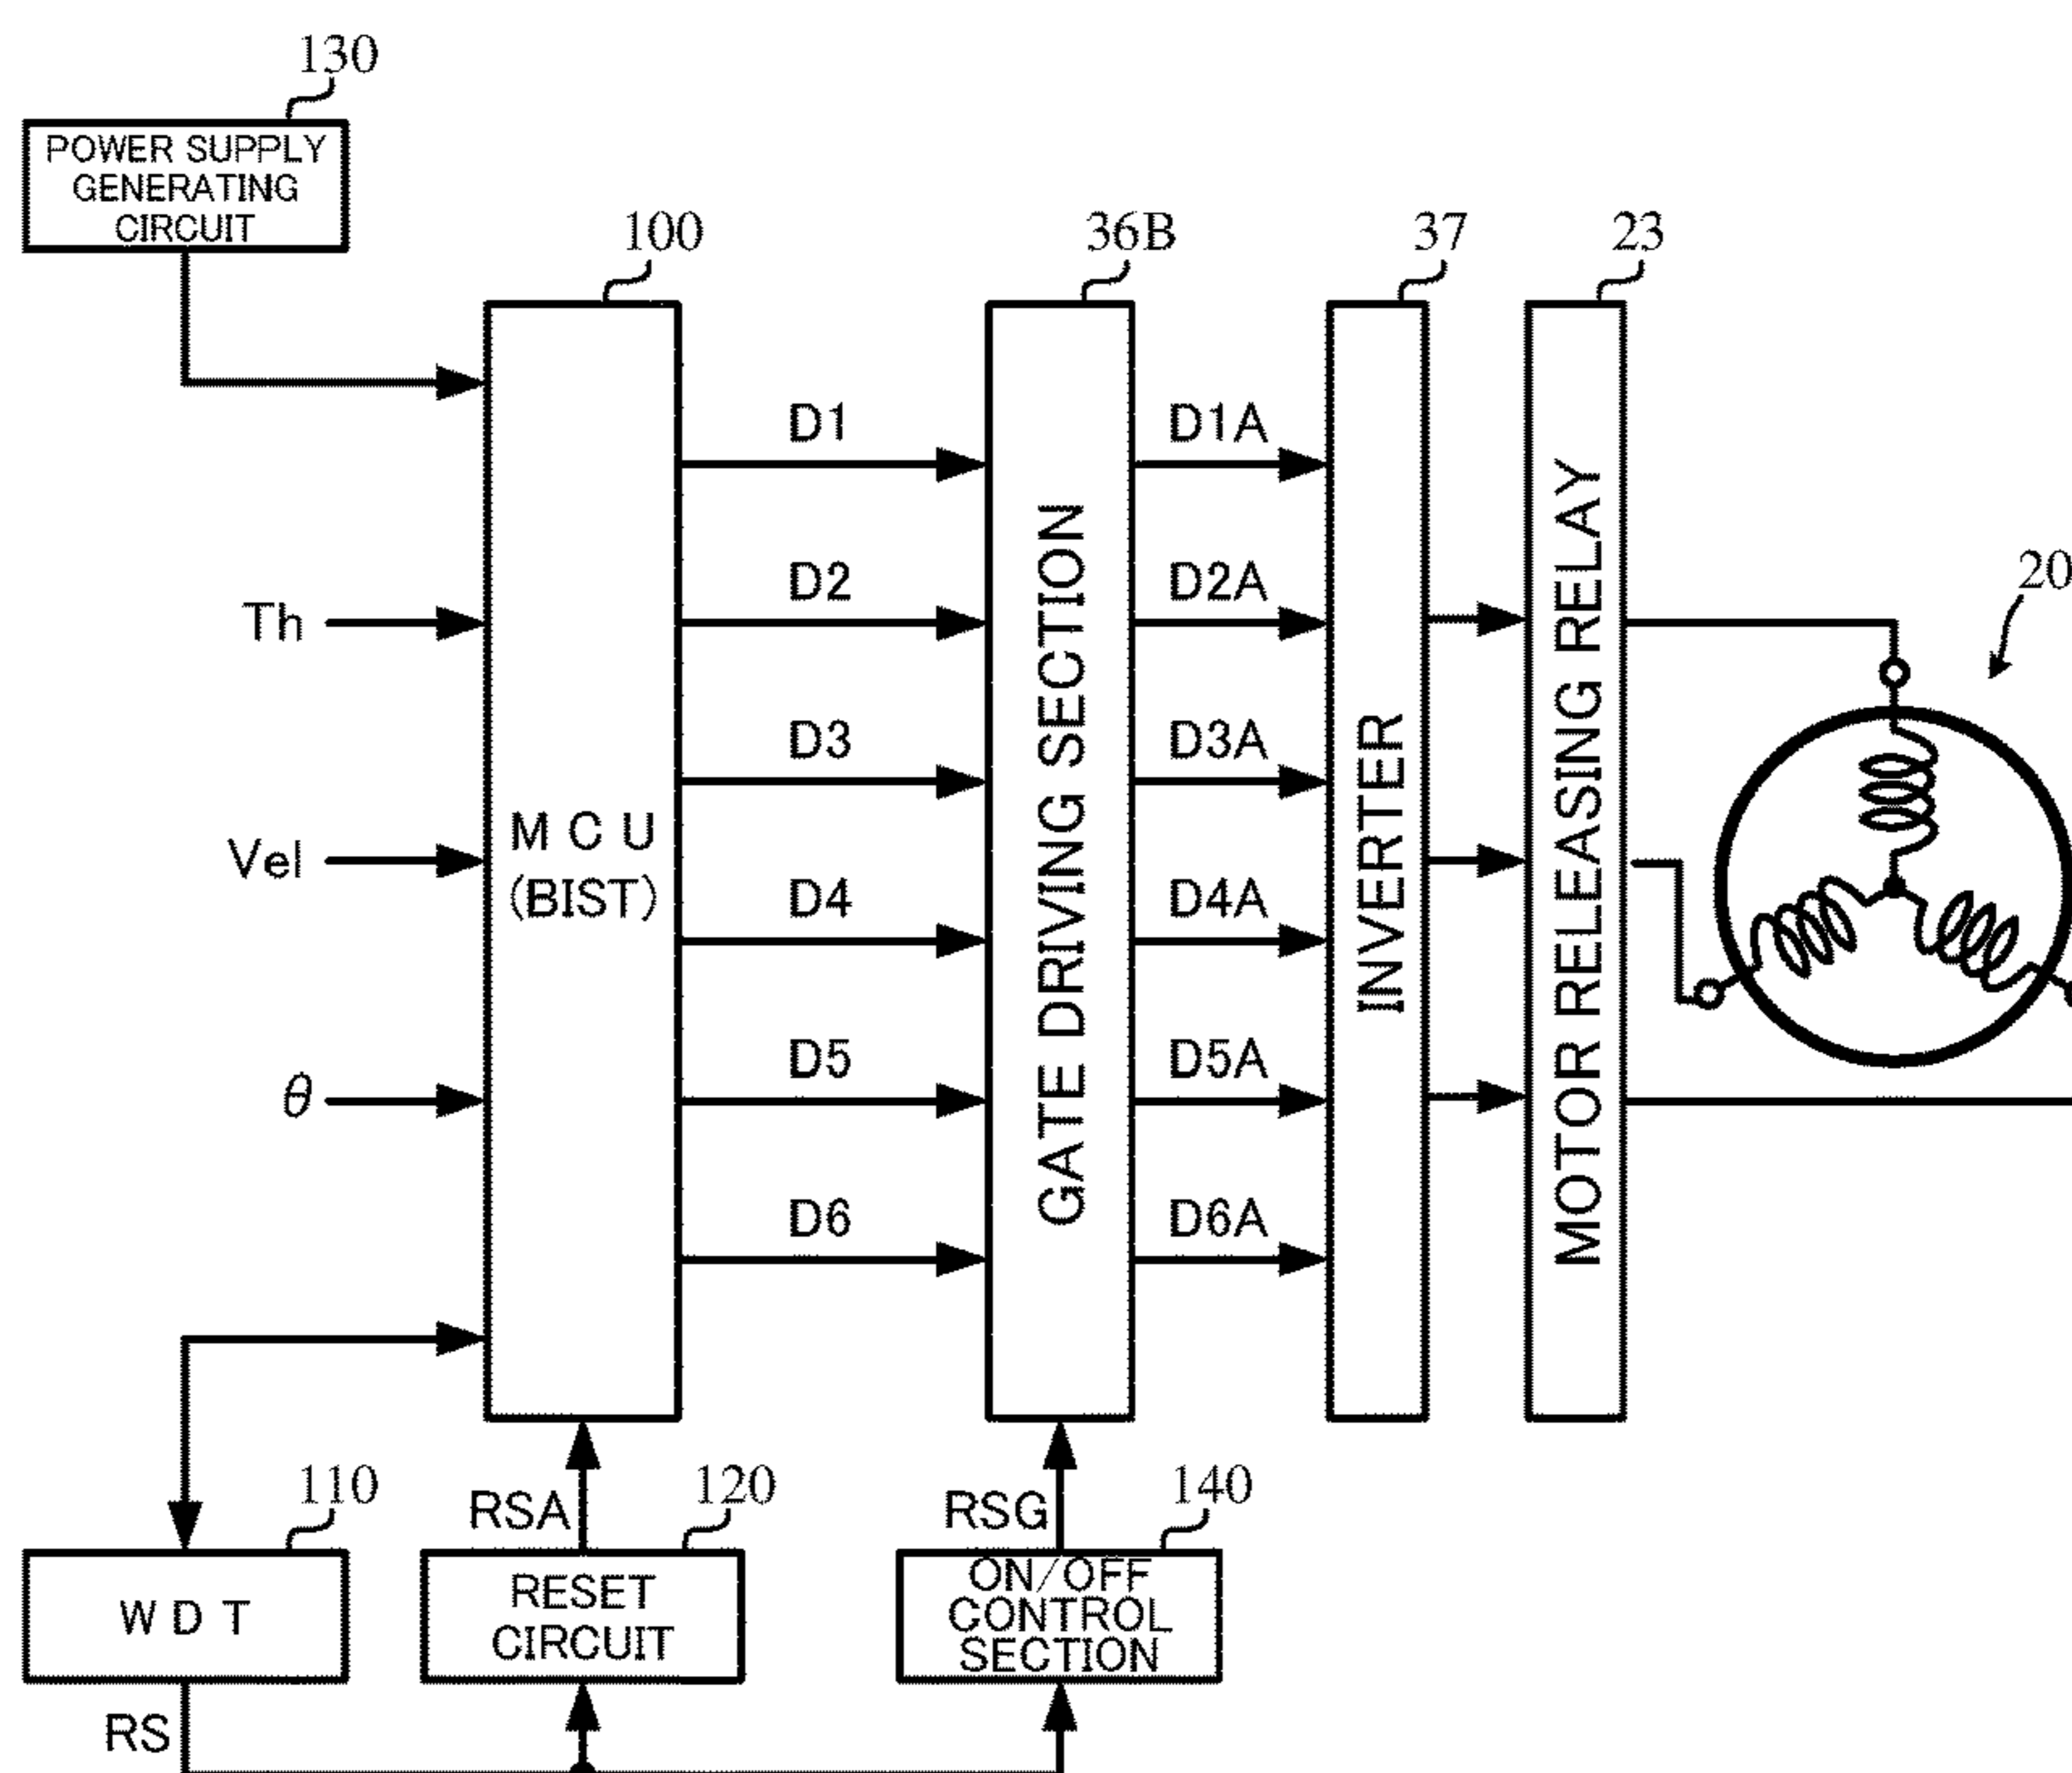 130
POWER SUPPLY
GENERATING
CIRCUIT
100
36B
37
23
D1
D1A
D2
D2A
20
Th
D3
D3A
M C U
(BIST)
Vel
GATE DRIVING SECTION
INVERTER
MOTOR RELEASING RELAY
D4
D4A
D5
D5A
θ
D6
D6A
110
RSA
120
RSG
140
W D T
RESET
CIRCUIT
ON/OFF
CONTROL
SECTION
RS